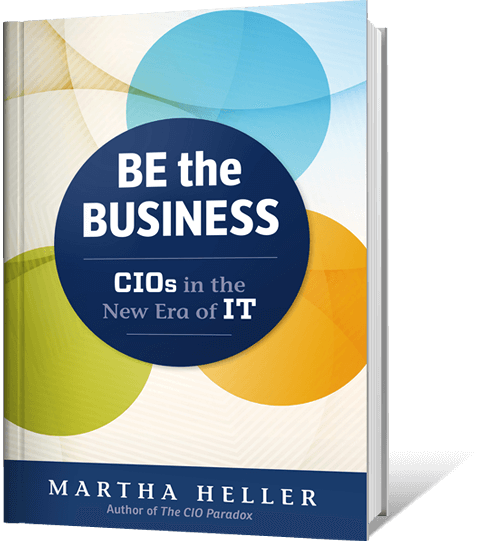 BE the
BUSINESS
CIOs in the
New Era of IT
MARTHA HELLER
Author of The CIO Paradox